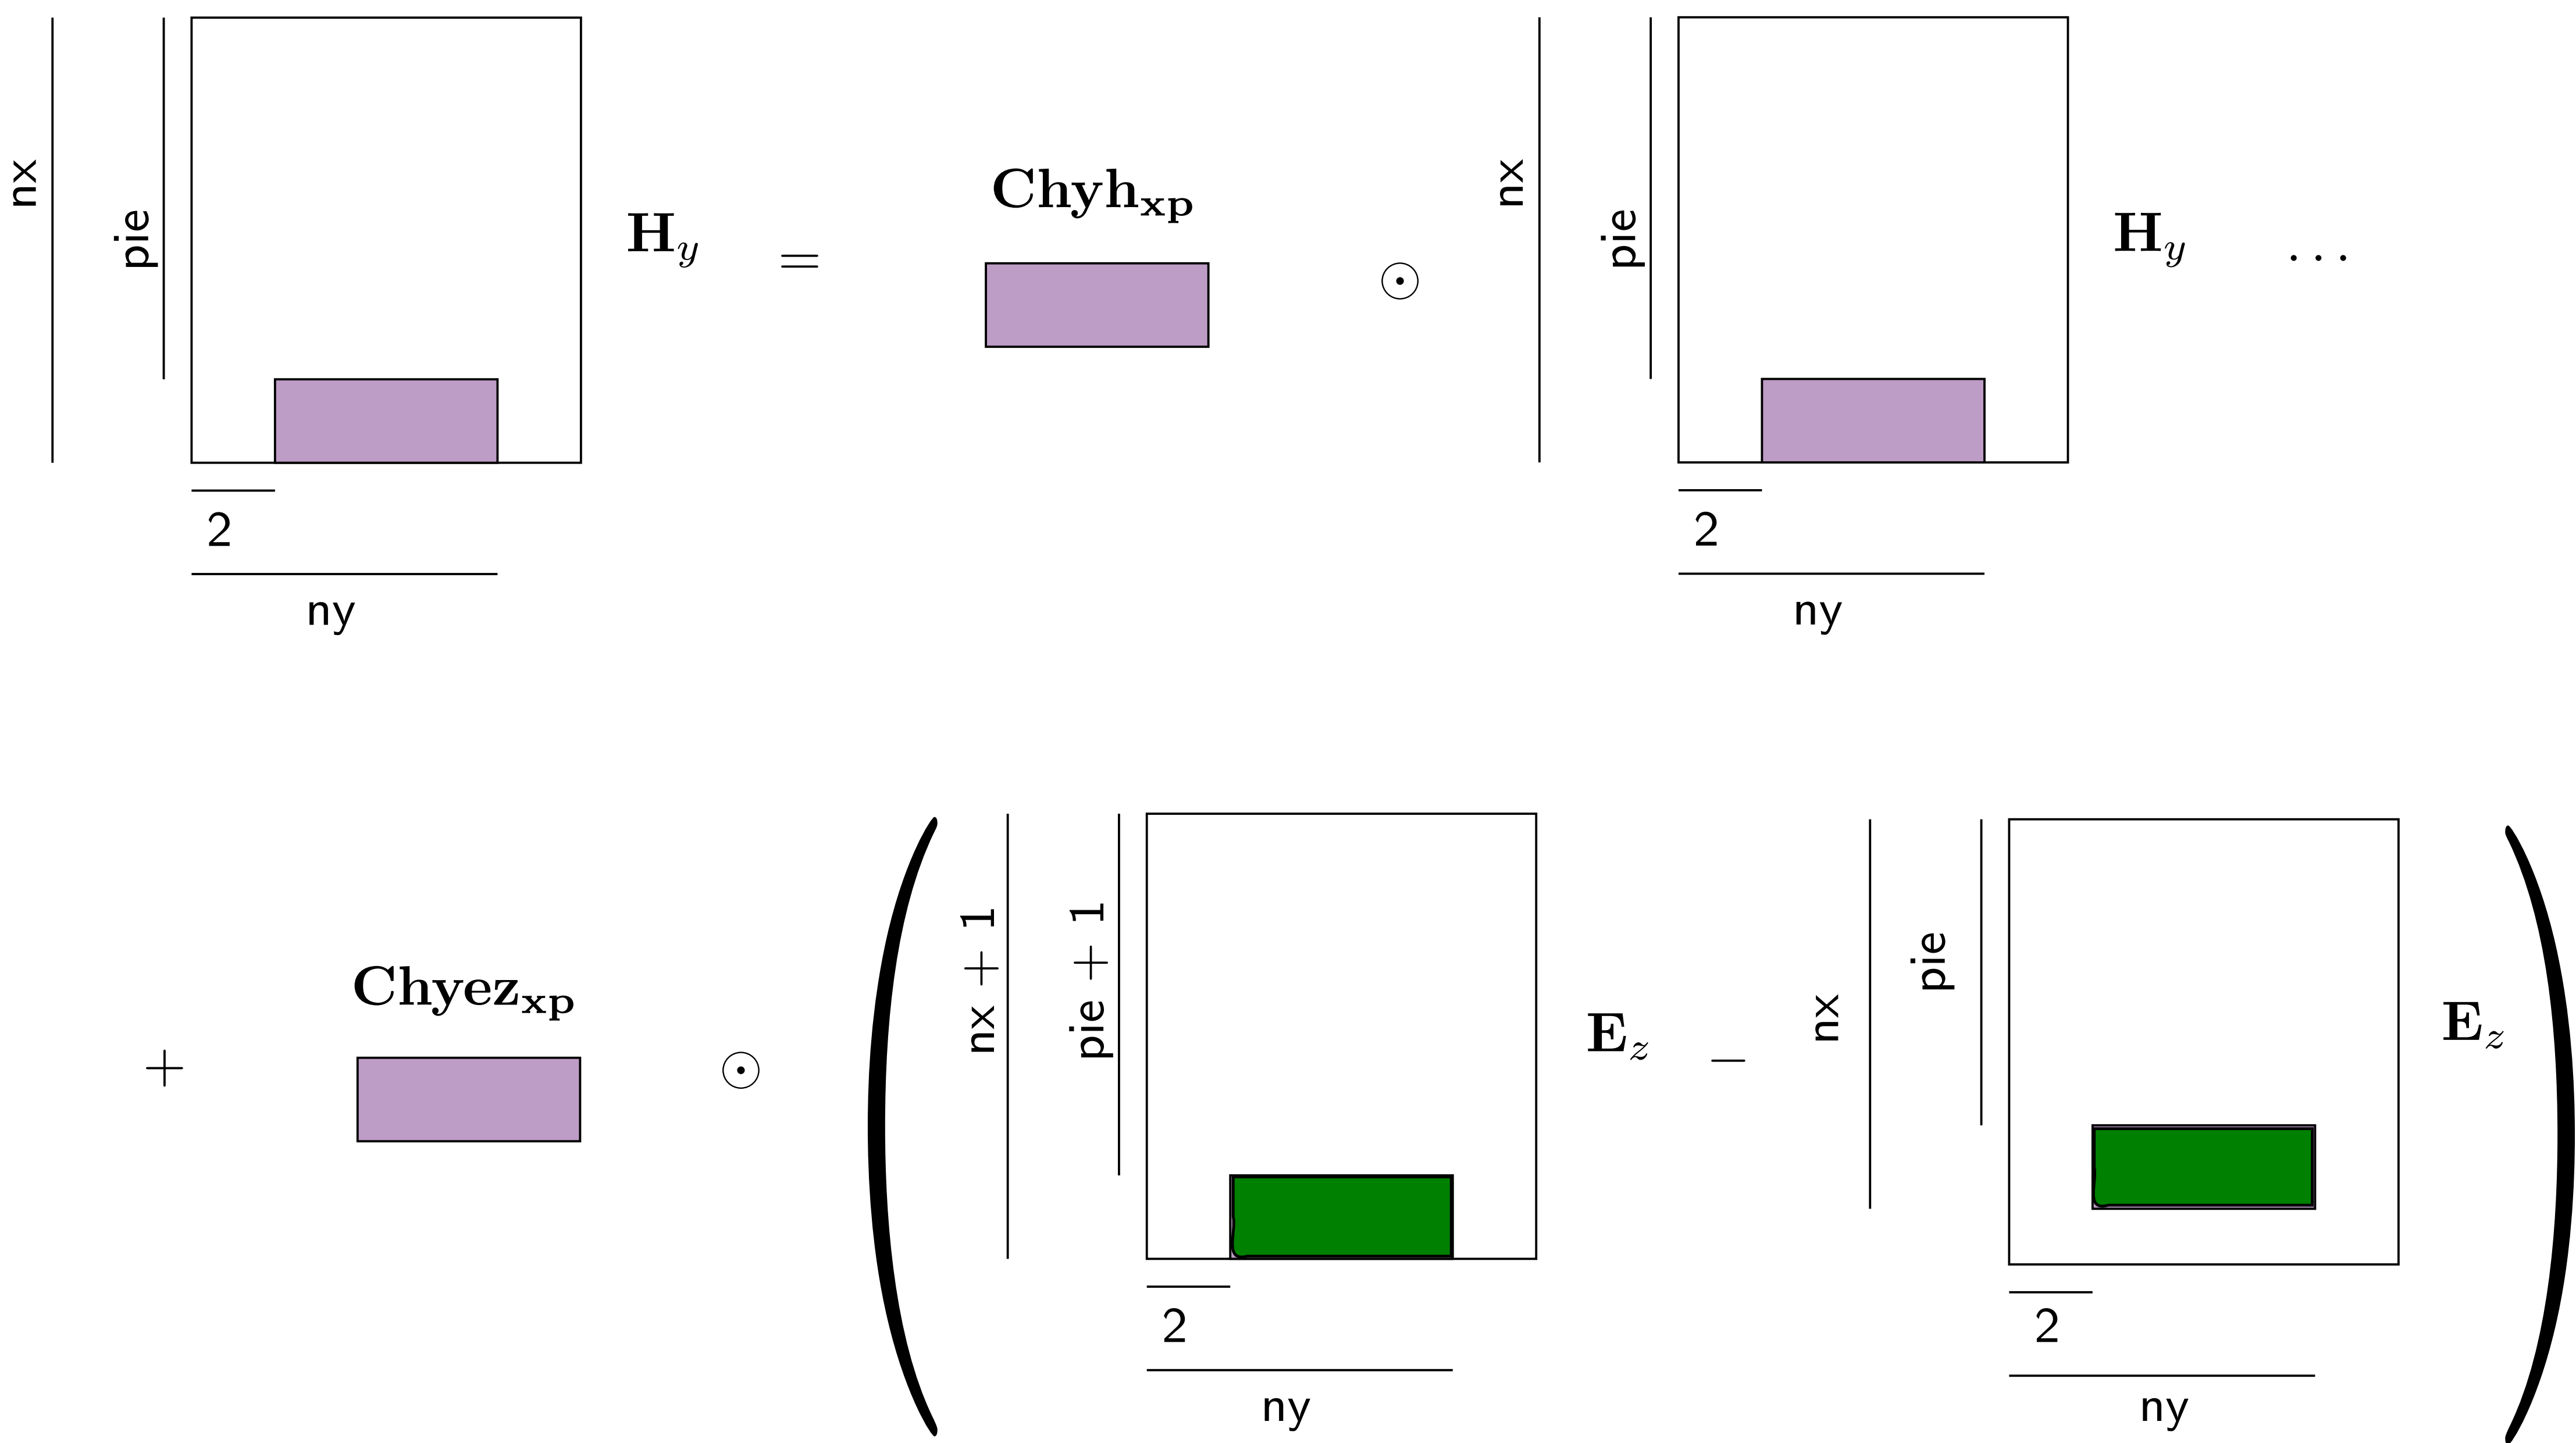 nx pie H_y = Chyh_xp ⊙ nx pie H_y ...
2 2
ny ny
+ Chyez_xp ⊙ ( nx + 1 pie + 1 E_z − nx pie E_z )
2 2
ny ny